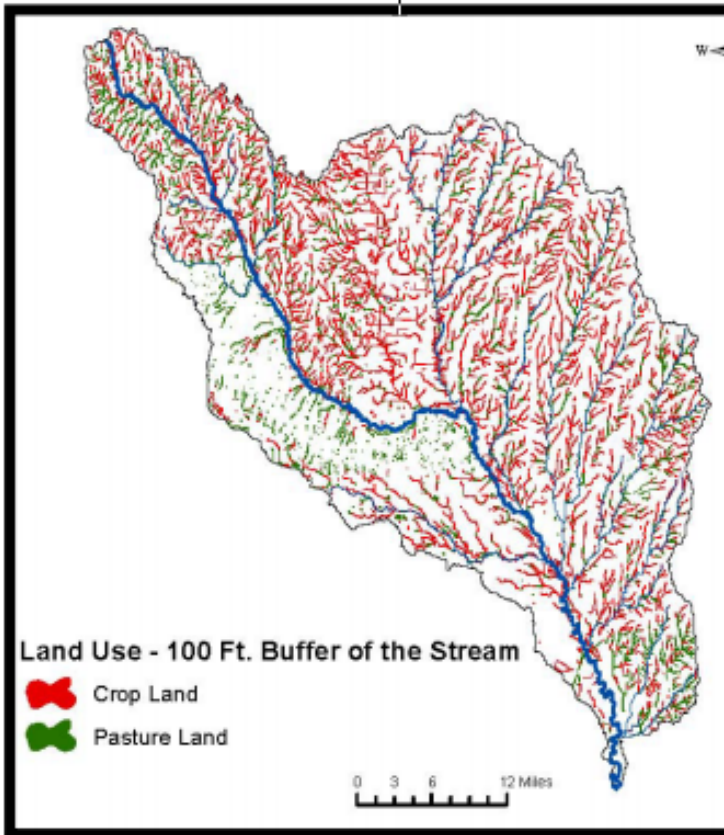 W
Land Use - 100 Ft. Buffer of the Stream
Crop Land
Pasture Land
0 3 6 12 Miles